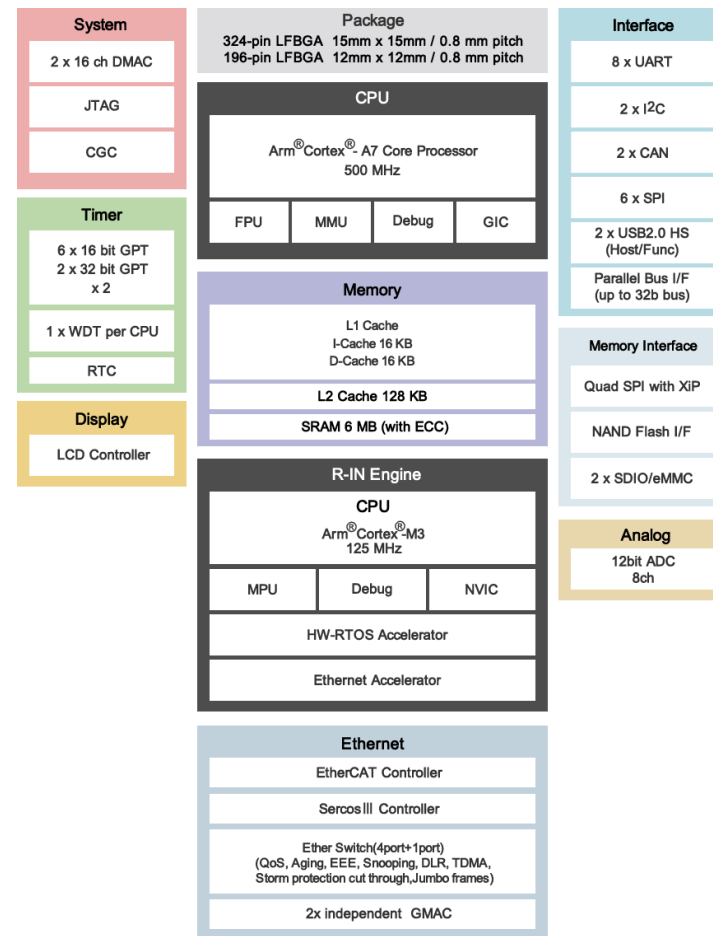 System
2 x 16 ch DMAC
JTAG
CGC
Timer
6 x 16 bit GPT
2 x 32 bit GPT
x 2
1 x WDT per CPU
RTC
Display
LCD Controller
Package
324-pin LFBGA 15mm x 15mm / 0.8 mm pitch
196-pin LFBGA 12mm x 12mm / 0.8 mm pitch
CPU
Arm®Cortex®- A7 Core Processor
500 MHz
FPU
MMU
Debug
GIC
Memory
L1 Cache
I-Cache 16 KB
D-Cache 16 KB
L2 Cache 128 KB
SRAM 6 MB (with ECC)
R-IN Engine
CPU
Arm®Cortex®-M3
125 MHz
MPU
Debug
NVIC
HW-RTOS Accelerator
Ethernet Accelerator
Ethernet
EtherCAT Controller
SercosⅢ Controller
Ether Switch(4port+1port)
(QoS, Aging, EEE, Snooping, DLR, TDMA,
Storm protection cut through,Jumbo frames)
2x independent GMAC
Interface
8 x UART
2 x I²C
2 x CAN
6 x SPI
2 x USB2.0 HS
(Host/Func)
Parallel Bus I/F
(up to 32b bus)
Memory Interface
Quad SPI with XiP
NAND Flash I/F
2 x SDIO/eMMC
Analog
12bit ADC
8ch